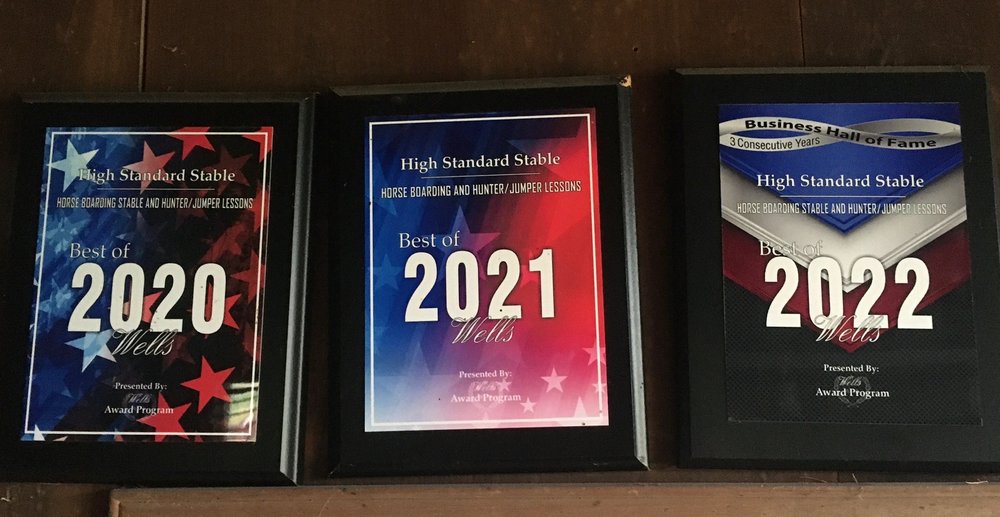 High Standard Stable
HORSE BOARDING STABLE AND HUNTER/JUMPER LESSONS
Best of
2020
Wells
Presented By:
Wells
Award Program
High Standard Stable
HORSE BOARDING AND HUNTER/JUMPER LESSONS
Best of
2021
Wells
Presented By:
Wells
Award Program
Business Hall of Fame
3 Consecutive Years
High Standard Stable
HORSE BOARDING STABLE AND HUNTER/JUMPER LESSONS
Best of
2022
Wells
Presented By:
Wells
Award Program